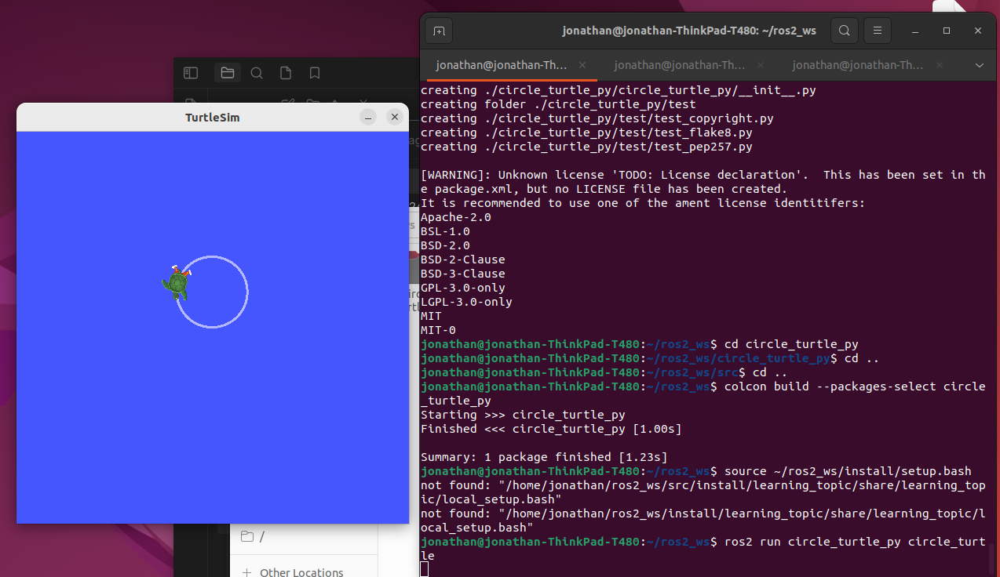 jonathan@jonathan-ThinkPad-T480: ~/ros2_ws
jonathan@jonathan-Th...
jonathan@jonathan-Th...
jonathan@jonathan-Th...
TurtleSim
creating ./circle_turtle_py/circle_turtle_py/__init__.py
creating folder ./circle_turtle_py/test
creating ./circle_turtle_py/test/test_copyright.py
creating ./circle_turtle_py/test/test_flake8.py
creating ./circle_turtle_py/test/test_pep257.py
[WARNING]: Unknown license 'TODO: License declaration'.  This has been set in th
e package.xml, but no LICENSE file has been created.
It is recommended to use one of the ament license identitifers:
Apache-2.0
BSL-1.0
BSD-2.0
BSD-2-Clause
BSD-3-Clause
GPL-3.0-only
LGPL-3.0-only
MIT
MIT-0
jonathan@jonathan-ThinkPad-T480:~/ros2_ws$ cd circle_turtle_py
jonathan@jonathan-ThinkPad-T480:~/ros2_ws/circle_turtle_py$ cd ..
jonathan@jonathan-ThinkPad-T480:~/ros2_ws/src$ cd ..
jonathan@jonathan-ThinkPad-T480:~/ros2_ws$ colcon build --packages-select circle
_turtle_py
Starting >>> circle_turtle_py
Finished <<< circle_turtle_py [1.00s]
Summary: 1 package finished [1.23s]
jonathan@jonathan-ThinkPad-T480:~/ros2_ws$ source ~/ros2_ws/install/setup.bash
not found: "/home/jonathan/ros2_ws/src/install/learning_topic/share/learning_top
ic/local_setup.bash"
not found: "/home/jonathan/ros2_ws/install/learning_topic/share/learning_topic/l
ocal_setup.bash"
jonathan@jonathan-ThinkPad-T480:~/ros2_ws$ ros2 run circle_turtle_py circle_turt
le
/
Other Locations